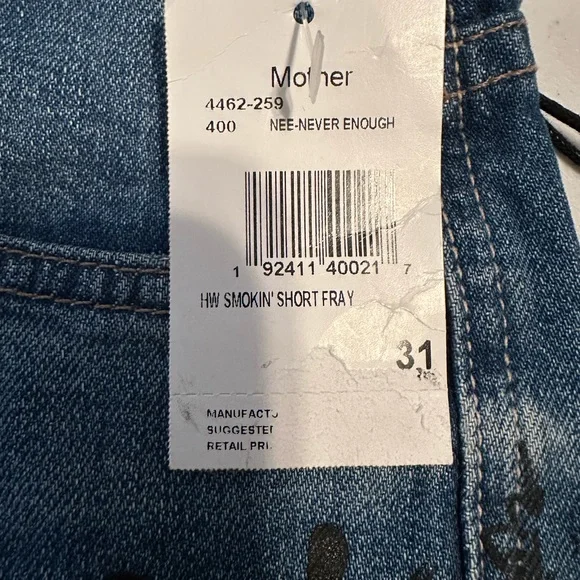 Mother
4462-259
400 NEE-NEVER ENOUGH
1 92411 40021 7
HW SMOKIN' SHORT FRAY
31
MANUFACTU
SUGGESTED
RETAIL PRI